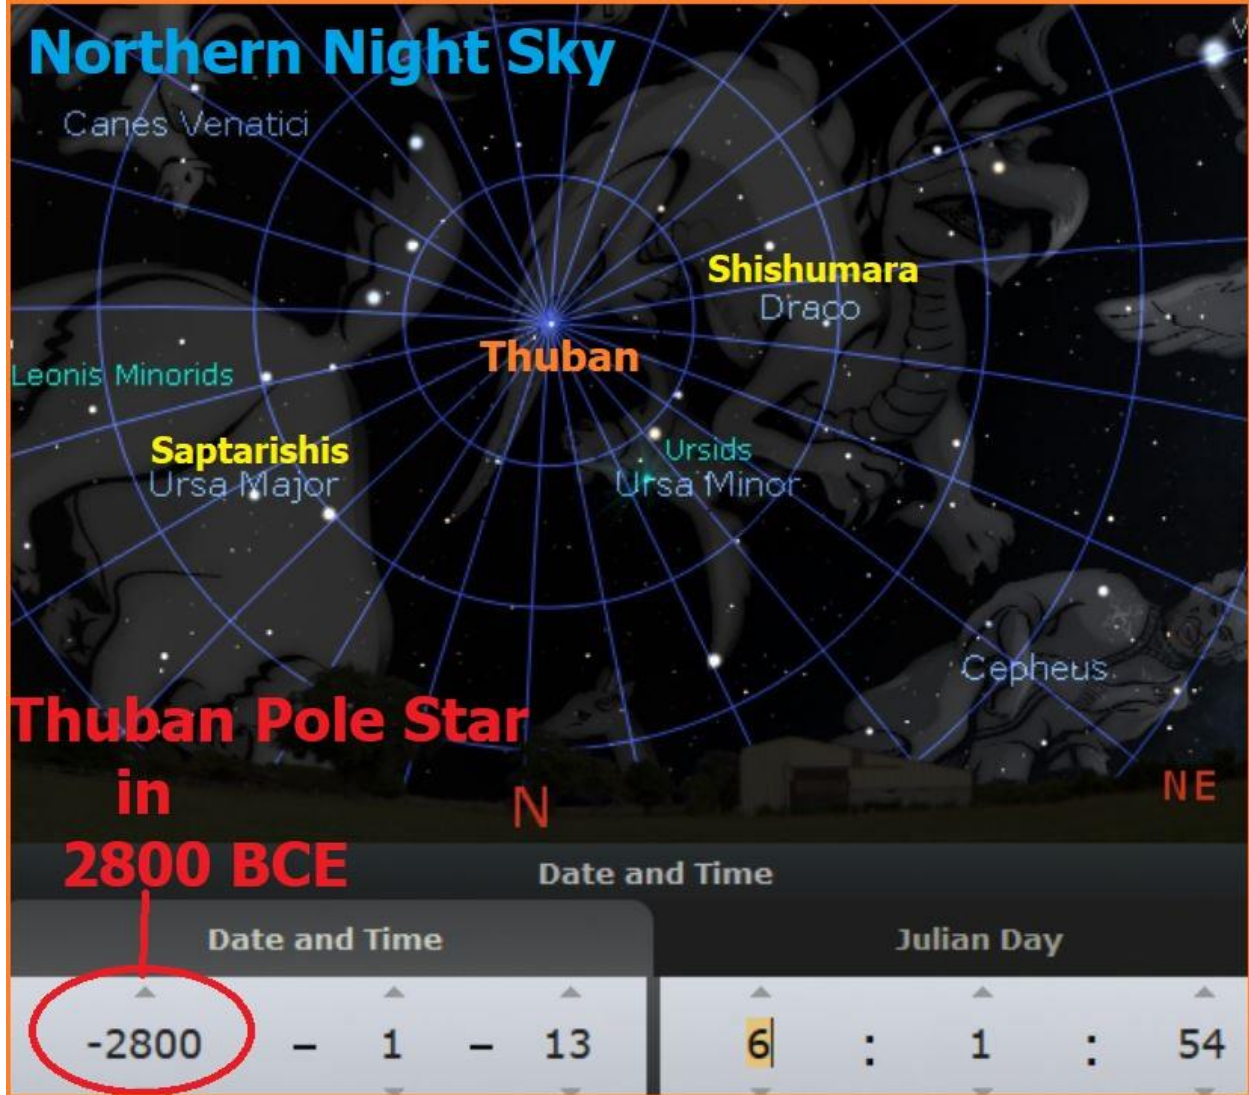 Northern Night Sky
V
Canes Venatici
Shishumara
Draco
Thuban
Leonis Minorids
Saptarishis
Ursa Major
Ursids
Ursa Minor
Cepheus
Thuban Pole Star
in
2800 BCE
N
NE
Date and Time
Date and Time
Julian Day
-2800 – 1 – 13 6 : 1 : 54